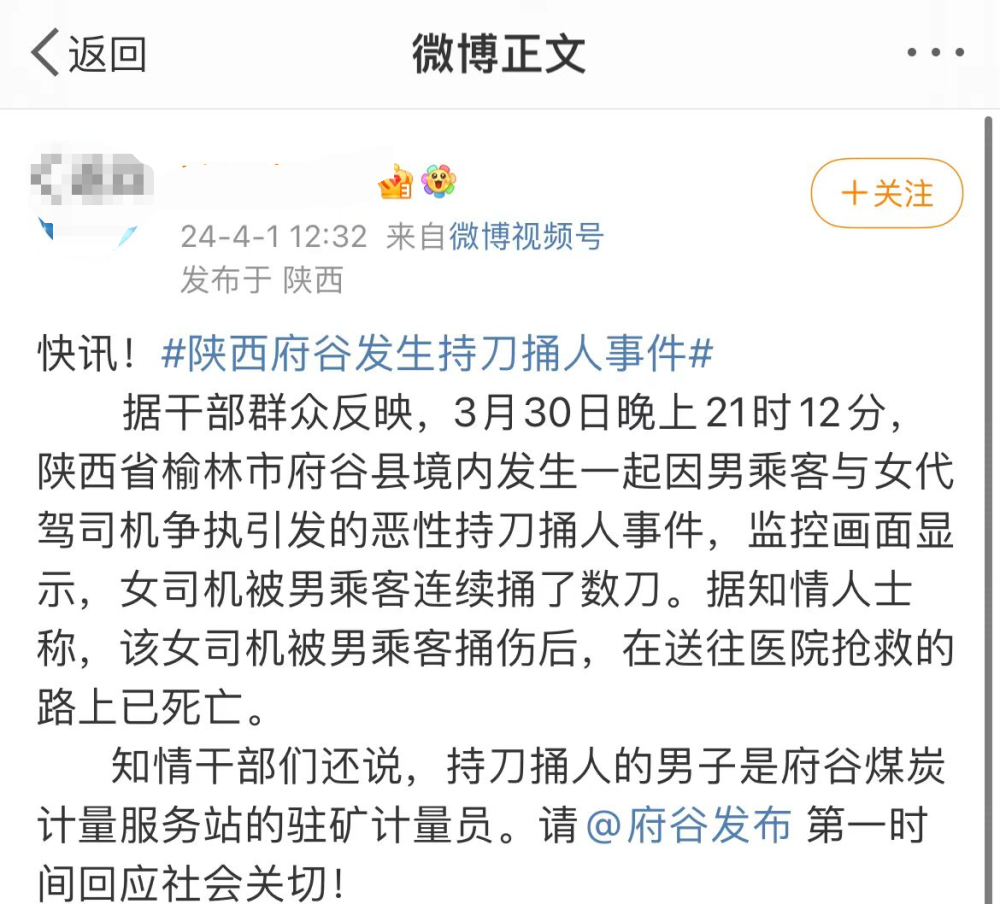 返回
微博正文
+关注
24-4-1 12:32 来自微博视频号
发布于 陕西
快讯！#陕西府谷发生持刀捅人事件#
据干部群众反映，3月30日晚上21时12分，
陕西省榆林市府谷县境内发生一起因男乘客与女代
驾司机争执引发的恶性持刀捅人事件，监控画面显
示，女司机被男乘客连续捅了数刀。据知情人士
称，该女司机被男乘客捅伤后，在送往医院抢救的
路上已死亡。
知情干部们还说，持刀捅人的男子是府谷煤炭
计量服务站的驻矿计量员。请@府谷发布 第一时
间回应社会关切！